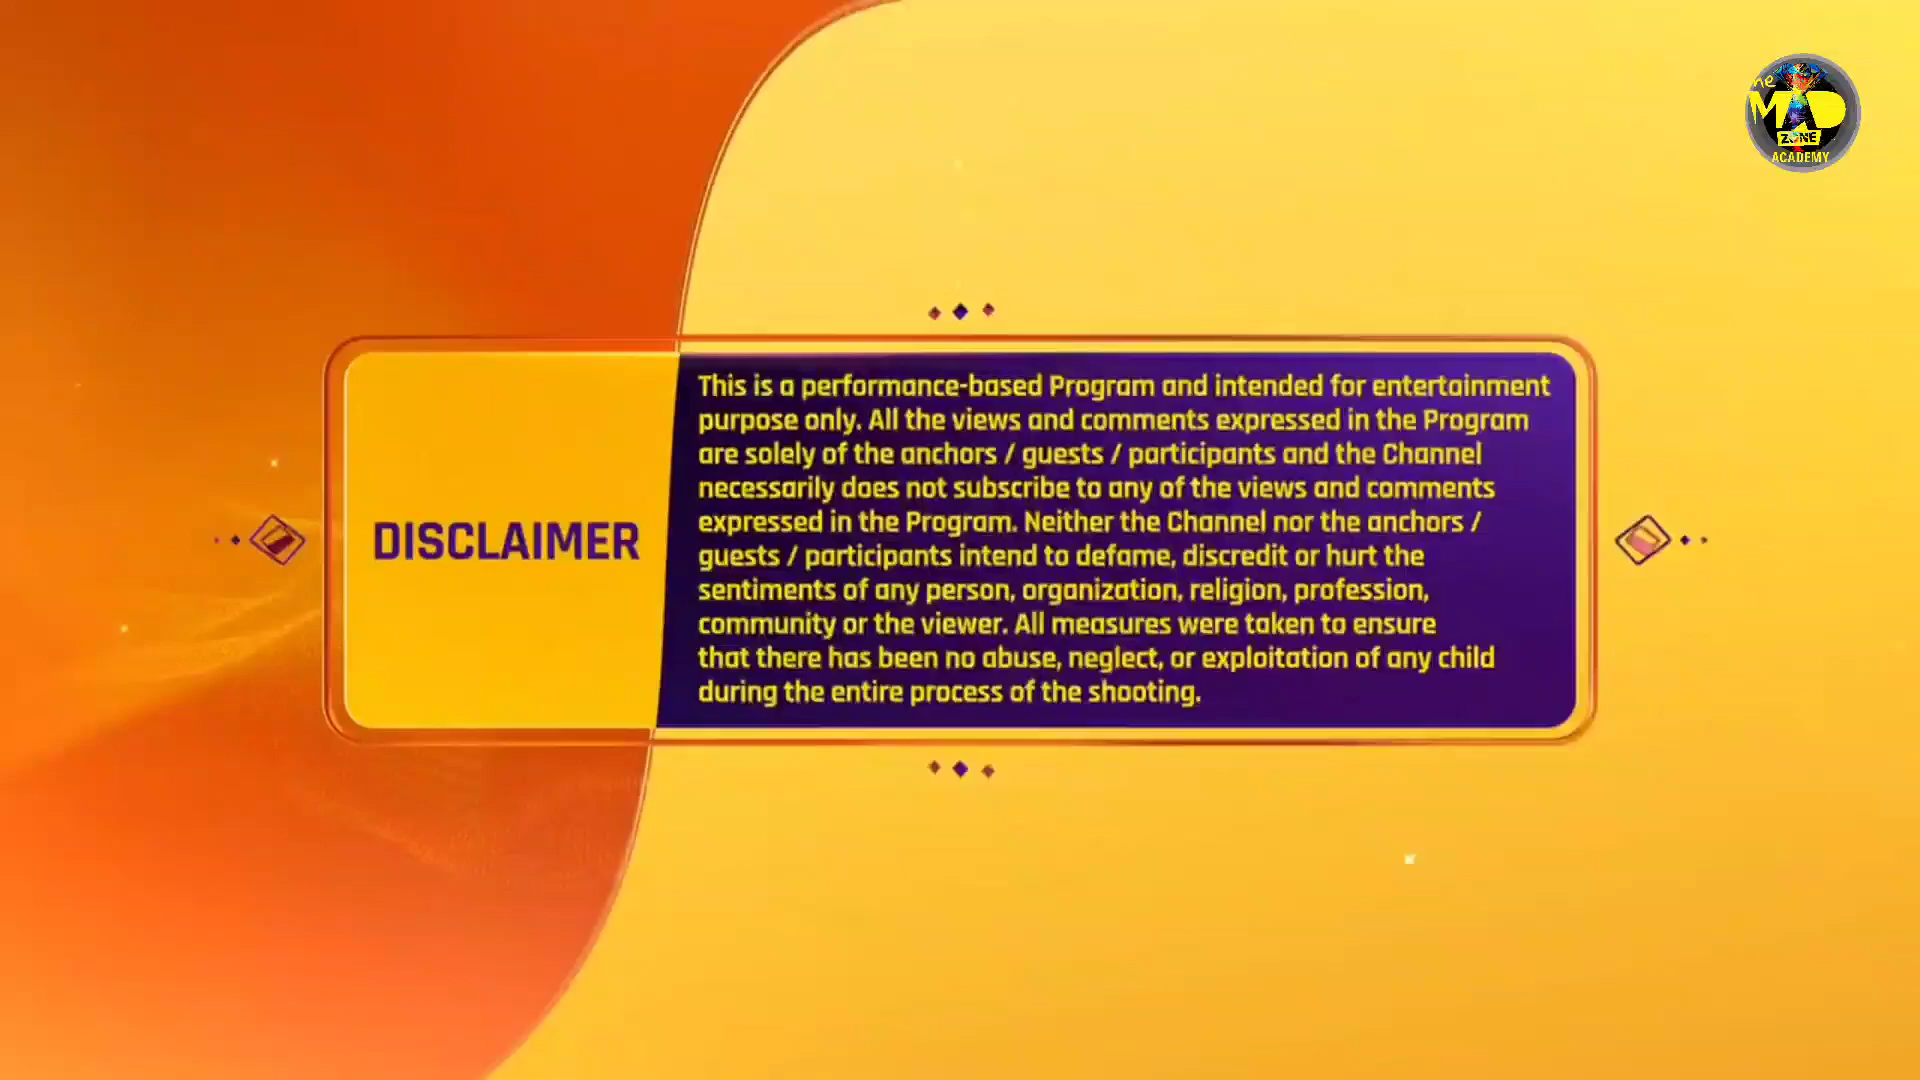 The
MAD
ZONE
ACADEMY
DISCLAIMER
This is a performance-based Program and intended for entertainment
purpose only. All the views and comments expressed in the Program
are solely of the anchors / guests / participants and the Channel
necessarily does not subscribe to any of the views and comments
expressed in the Program. Neither the Channel nor the anchors /
guests / participants intend to defame, discredit or hurt the
sentiments of any person, organization, religion, profession,
community or the viewer. All measures were taken to ensure
that there has been no abuse, neglect, or exploitation of any child
during the entire process of the shooting.